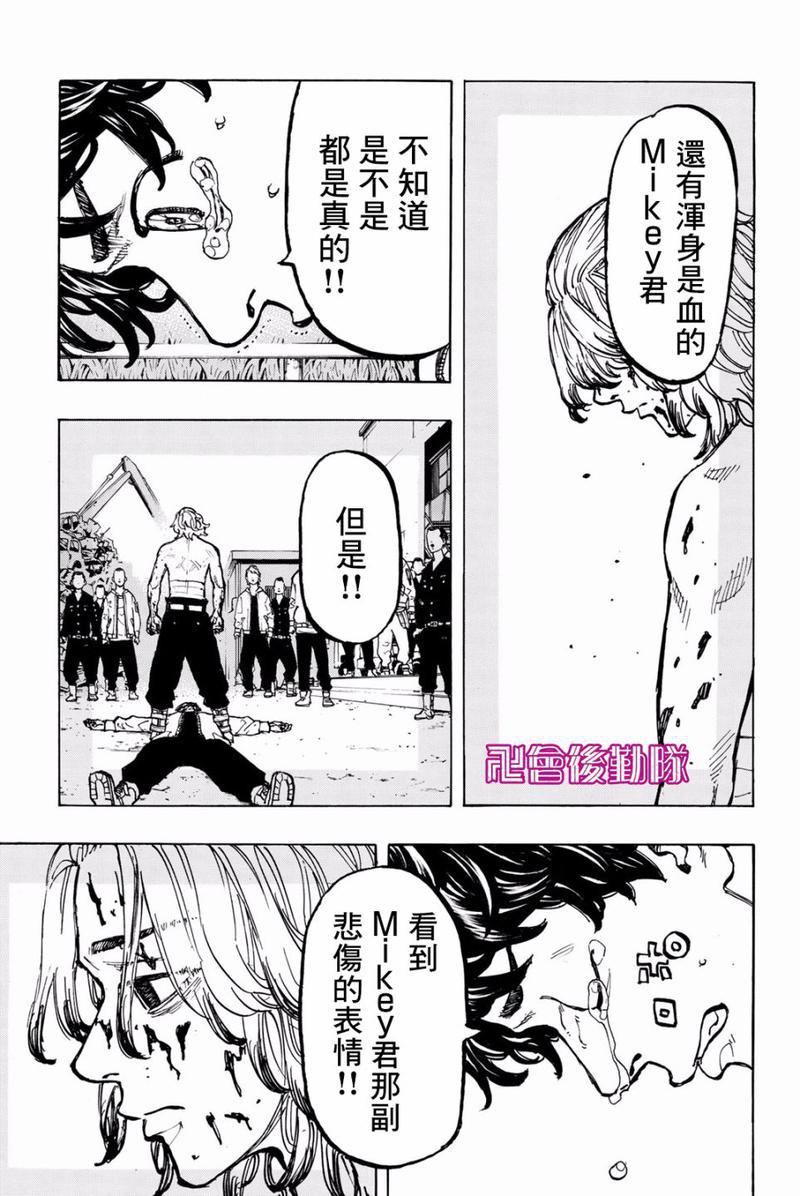 還有渾身是血的
Mikey君
不知道
是不是
都是真的!!
但是!!
卍會後勤隊
看到
Mikey君那副
悲傷的表情!!